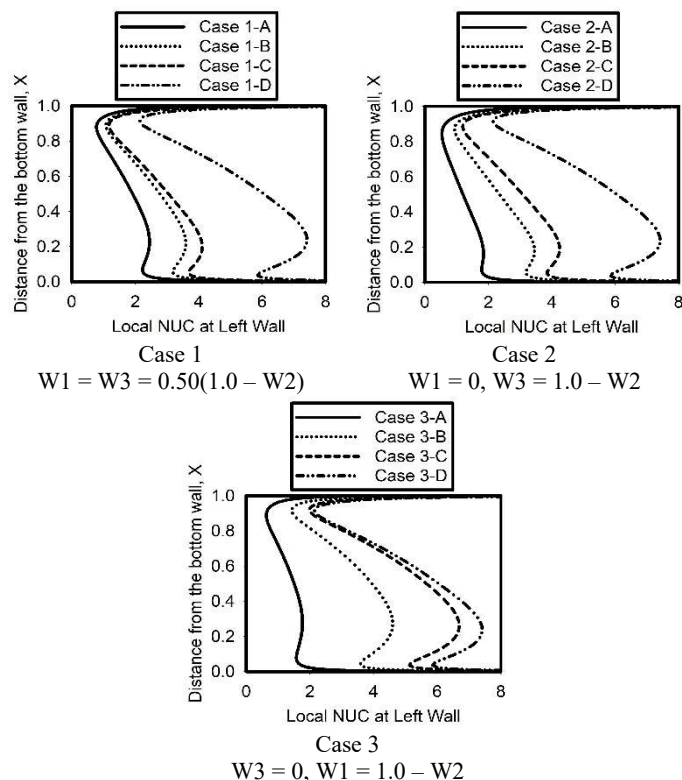 Case 1-A
Case 1-B
Case 1-C
Case 1-D
Distance from the bottom wall, X
1.0
0.8
0.6
0.4
0.2
0.0
0 2 4 6 8
Local NUC at Left Wall
Case 1
W1 = W3 = 0.50(1.0 – W2)
Case 2-A
Case 2-B
Case 2-C
Case 2-D
Distance from the bottom wall, X
1.0
0.8
0.6
0.4
0.2
0.0
0 2 4 6 8
Local NUC at Left Wall
Case 2
W1 = 0, W3 = 1.0 – W2
Case 3-A
Case 3-B
Case 3-C
Case 3-D
Distance from the bottom wall, X
1.0
0.8
0.6
0.4
0.2
0.0
0 2 4 6 8
Local NUC at Left Wall
Case 3
W3 = 0, W1 = 1.0 – W2